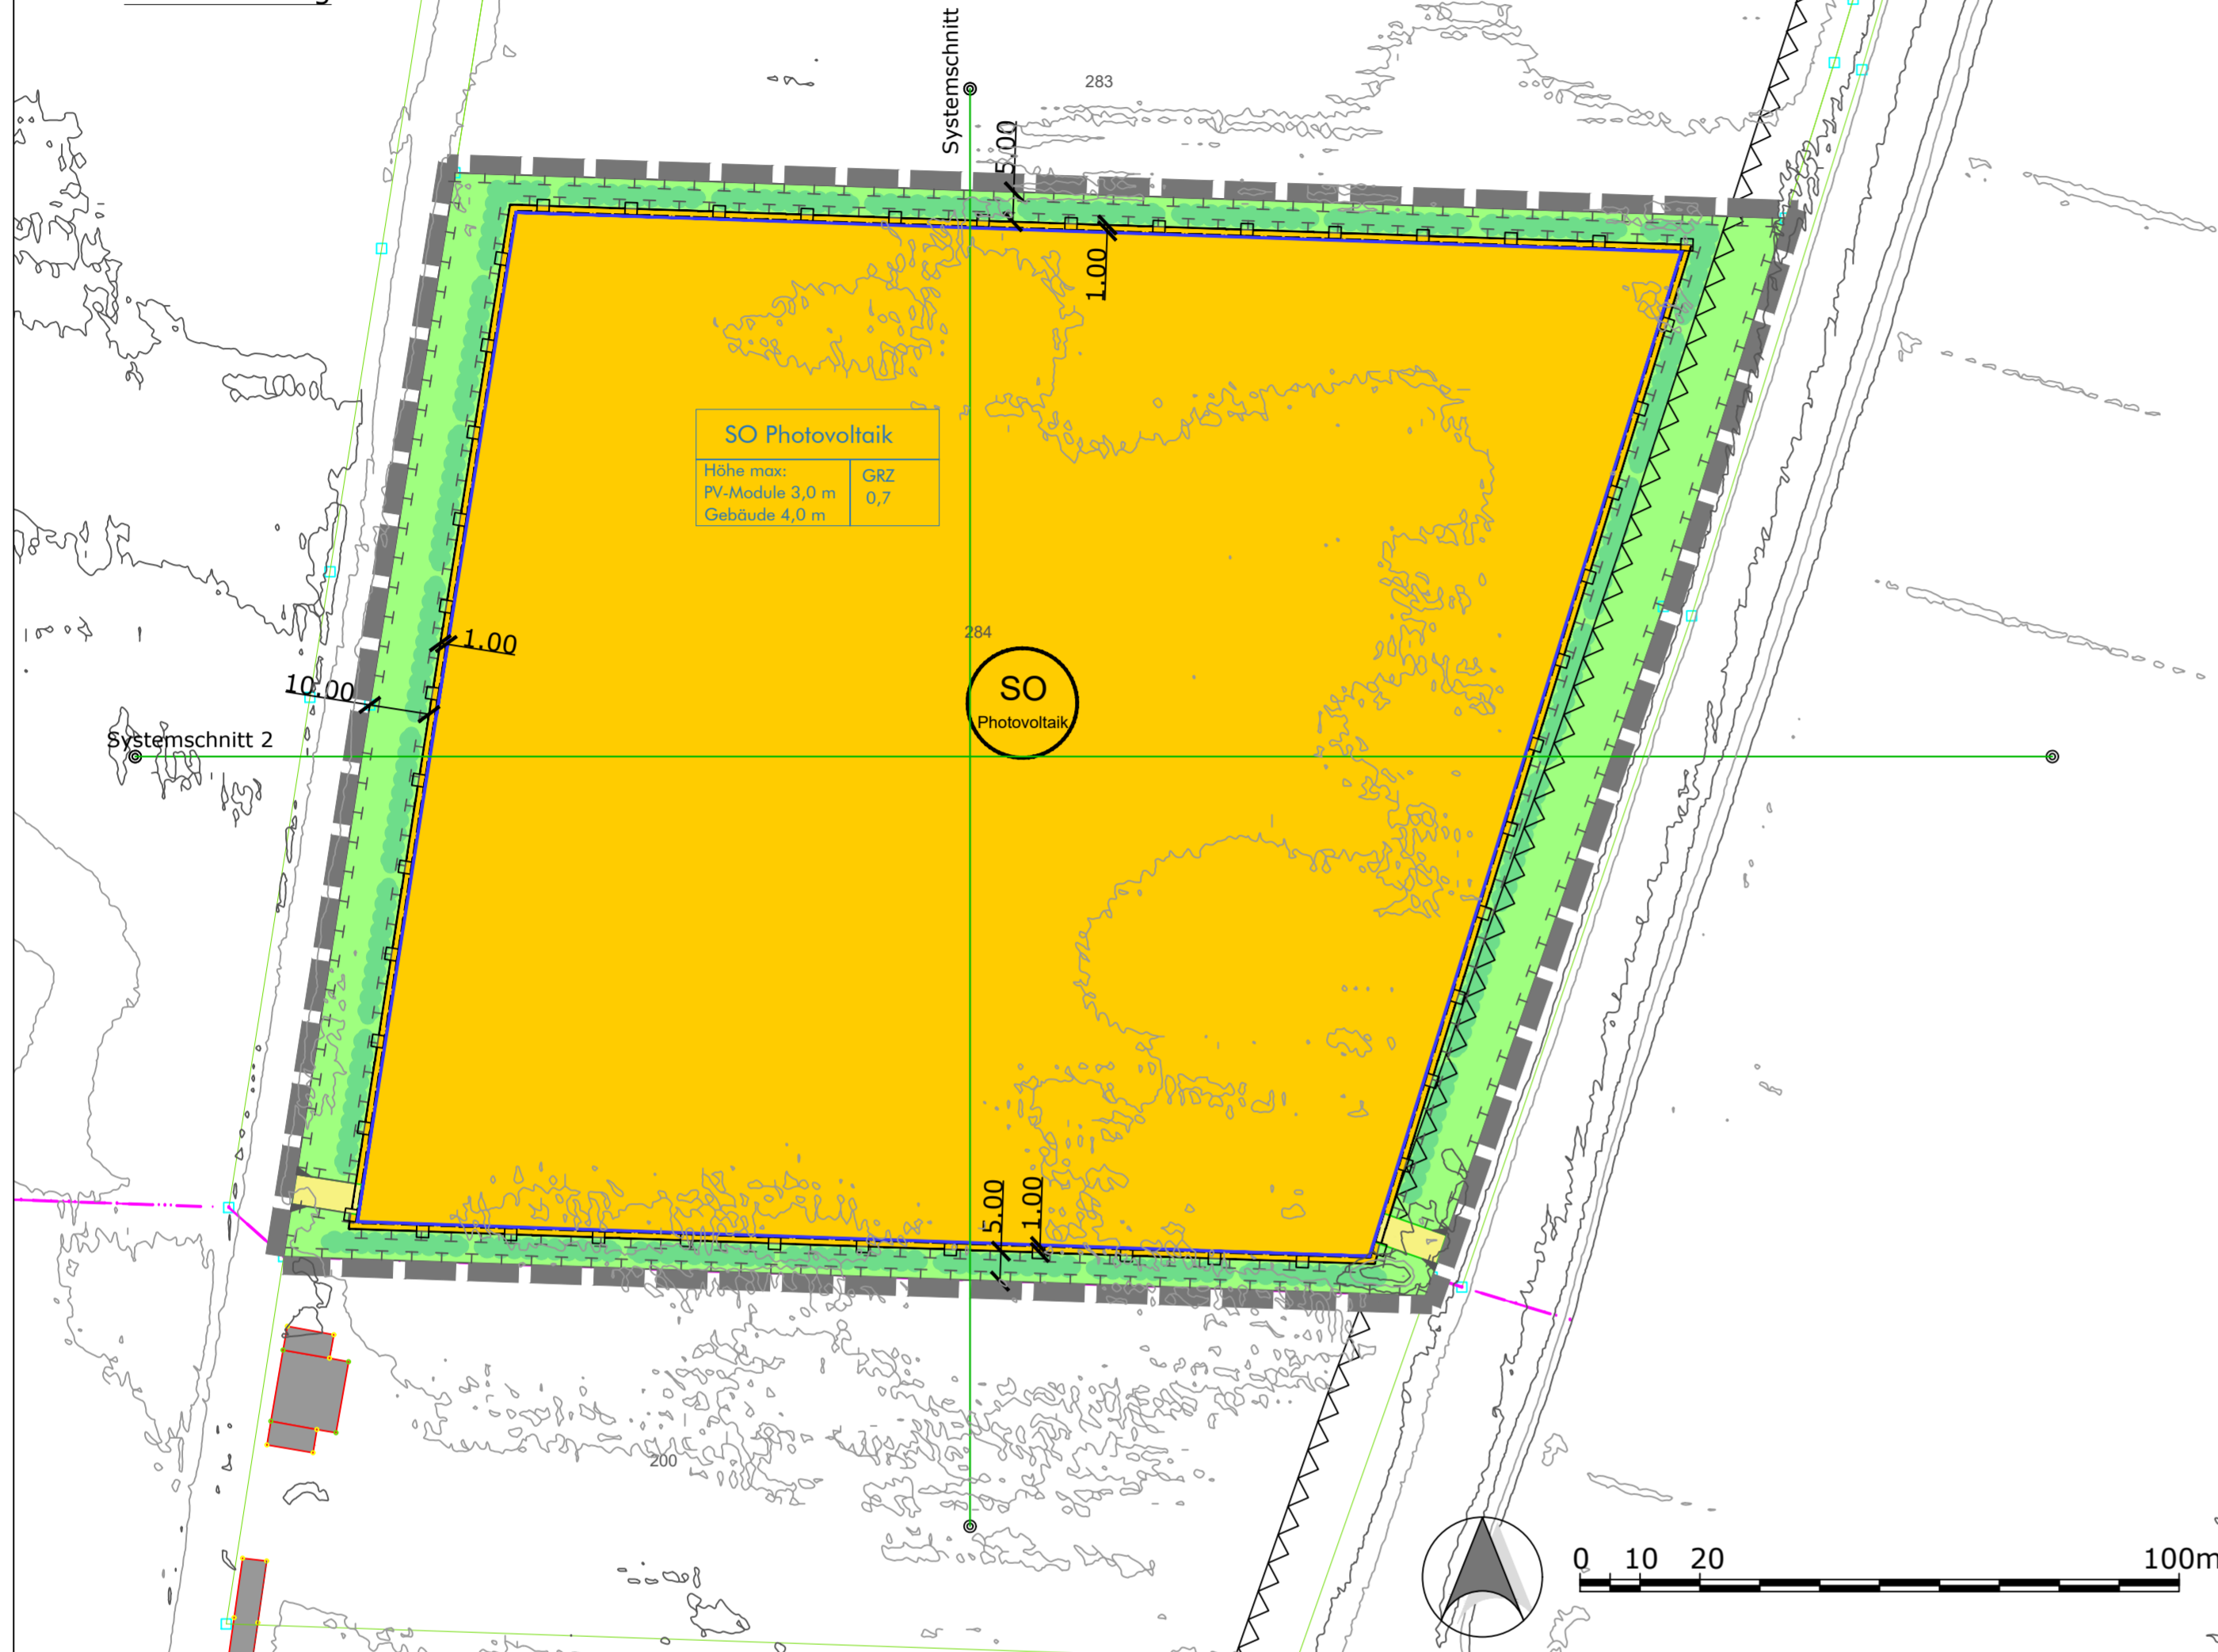 Systemschnitt
283
5.00
1.00
SO Photovoltaik
Höhe max:
PV-Module 3,0 m
Gebäude 4,0 m
GRZ
0,7
284
1.00
10.00
SO
Photovoltaik
Systemschnitt 2
5.00
1.00
200
0 10 20 100m